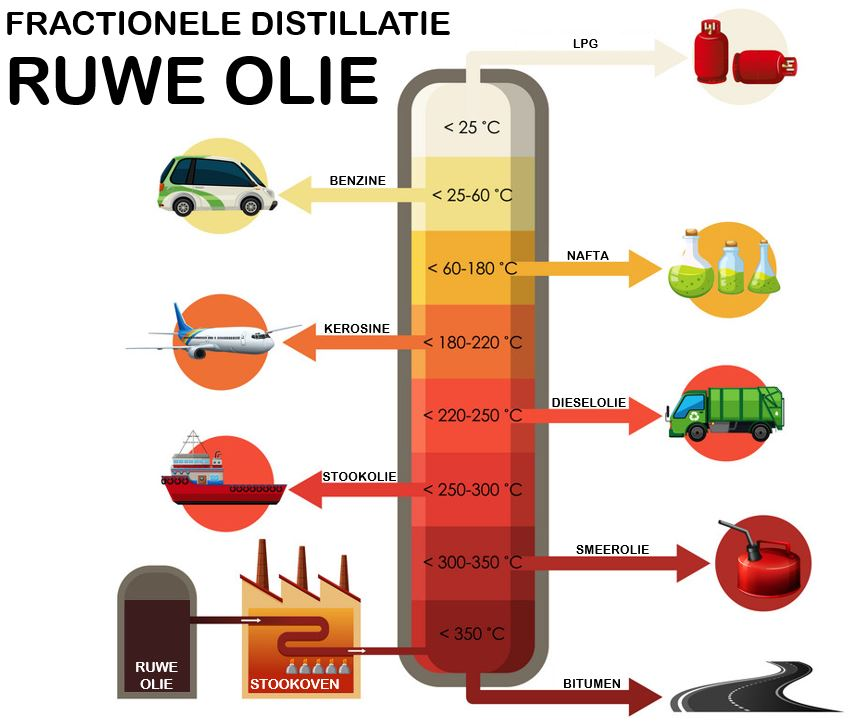 FRACTIONELE DISTILLATIE
RUWE OLIE
LPG
< 25 ˚C
BENZINE
< 25-60 ˚C
NAFTA
< 60-180 ˚C
KEROSINE
< 180-220 ˚C
DIESELOLIE
< 220-250 ˚C
STOOKOLIE
< 250-300 ˚C
SMEEROLIE
< 300-350 ˚C
< 350 ˚C
RUWE
OLIE
STOOKOVEN
BITUMEN